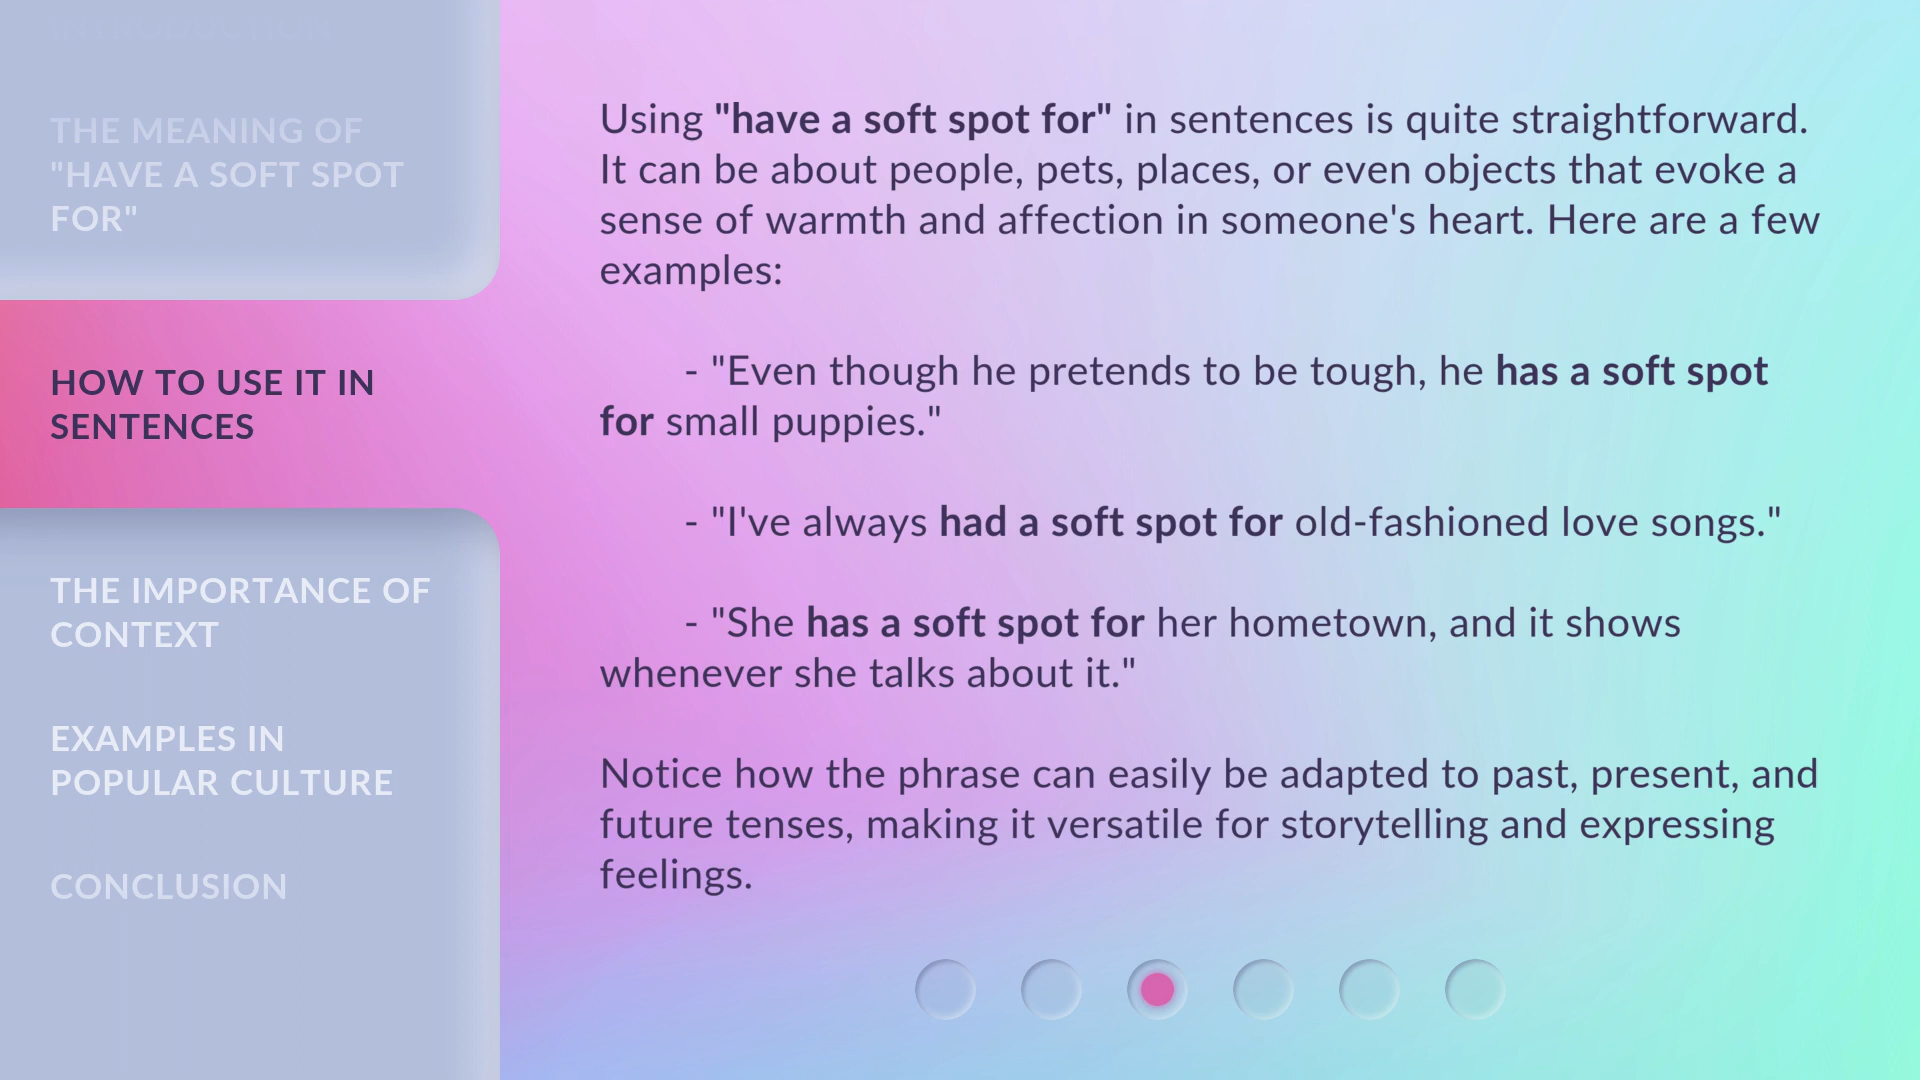 INTRODUCTION
THE MEANING OF
"HAVE A SOFT SPOT
FOR"
HOW TO USE IT IN
SENTENCES
THE IMPORTANCE OF
CONTEXT
EXAMPLES IN
POPULAR CULTURE
CONCLUSION
Using "have a soft spot for" in sentences is quite straightforward.
It can be about people, pets, places, or even objects that evoke a
sense of warmth and affection in someone's heart. Here are a few
examples:
- "Even though he pretends to be tough, he has a soft spot
for small puppies."
- "I've always had a soft spot for old-fashioned love songs."
- "She has a soft spot for her hometown, and it shows
whenever she talks about it."
Notice how the phrase can easily be adapted to past, present, and
future tenses, making it versatile for storytelling and expressing
feelings.